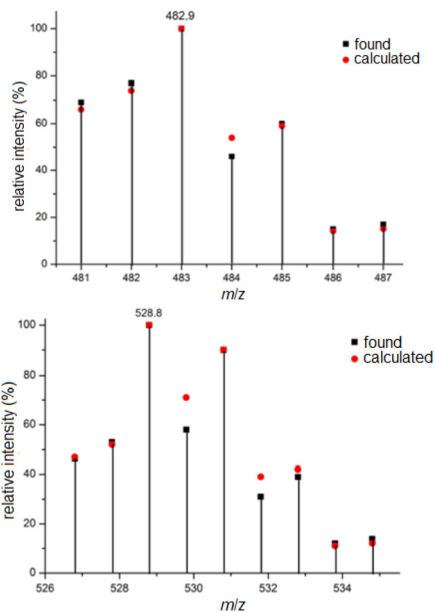 482.9
found
calculated
100
80
60
40
20
0
relative intensity (%)
481 482 483 484 485 486 487
m/z
528.8
found
calculated
100
80
60
40
20
0
relative intensity (%)
526 528 530 532 534
m/z